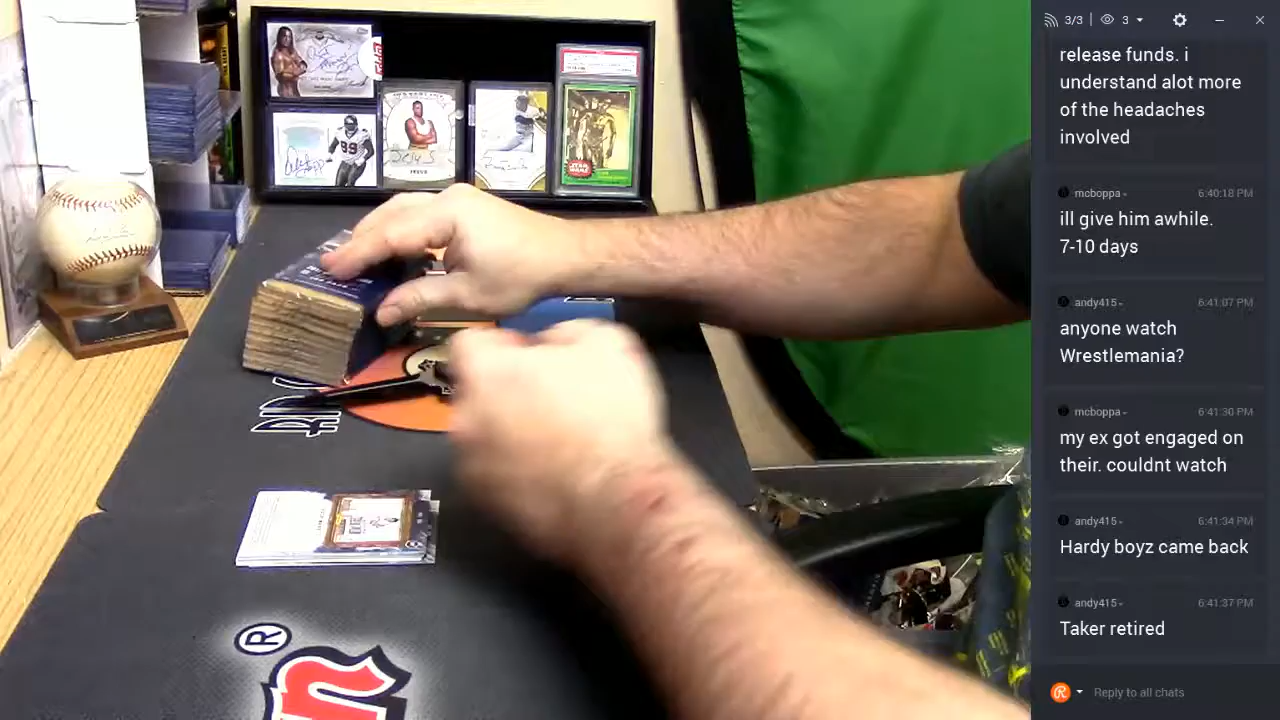 3/3
3
release funds. i
understand alot more
of the headaches
involved
mcboppa
6:40:18 PM
ill give him awhile.
7-10 days
andy415
6:41:07 PM
anyone watch
Wrestlemania?
mcboppa
6:41:30 PM
my ex got engaged on
their. couldnt watch
andy415
6:41:34 PM
Hardy boyz came back
andy415
6:41:37 PM
Taker retired
Reply to all chats
STAR
WARS
89
®